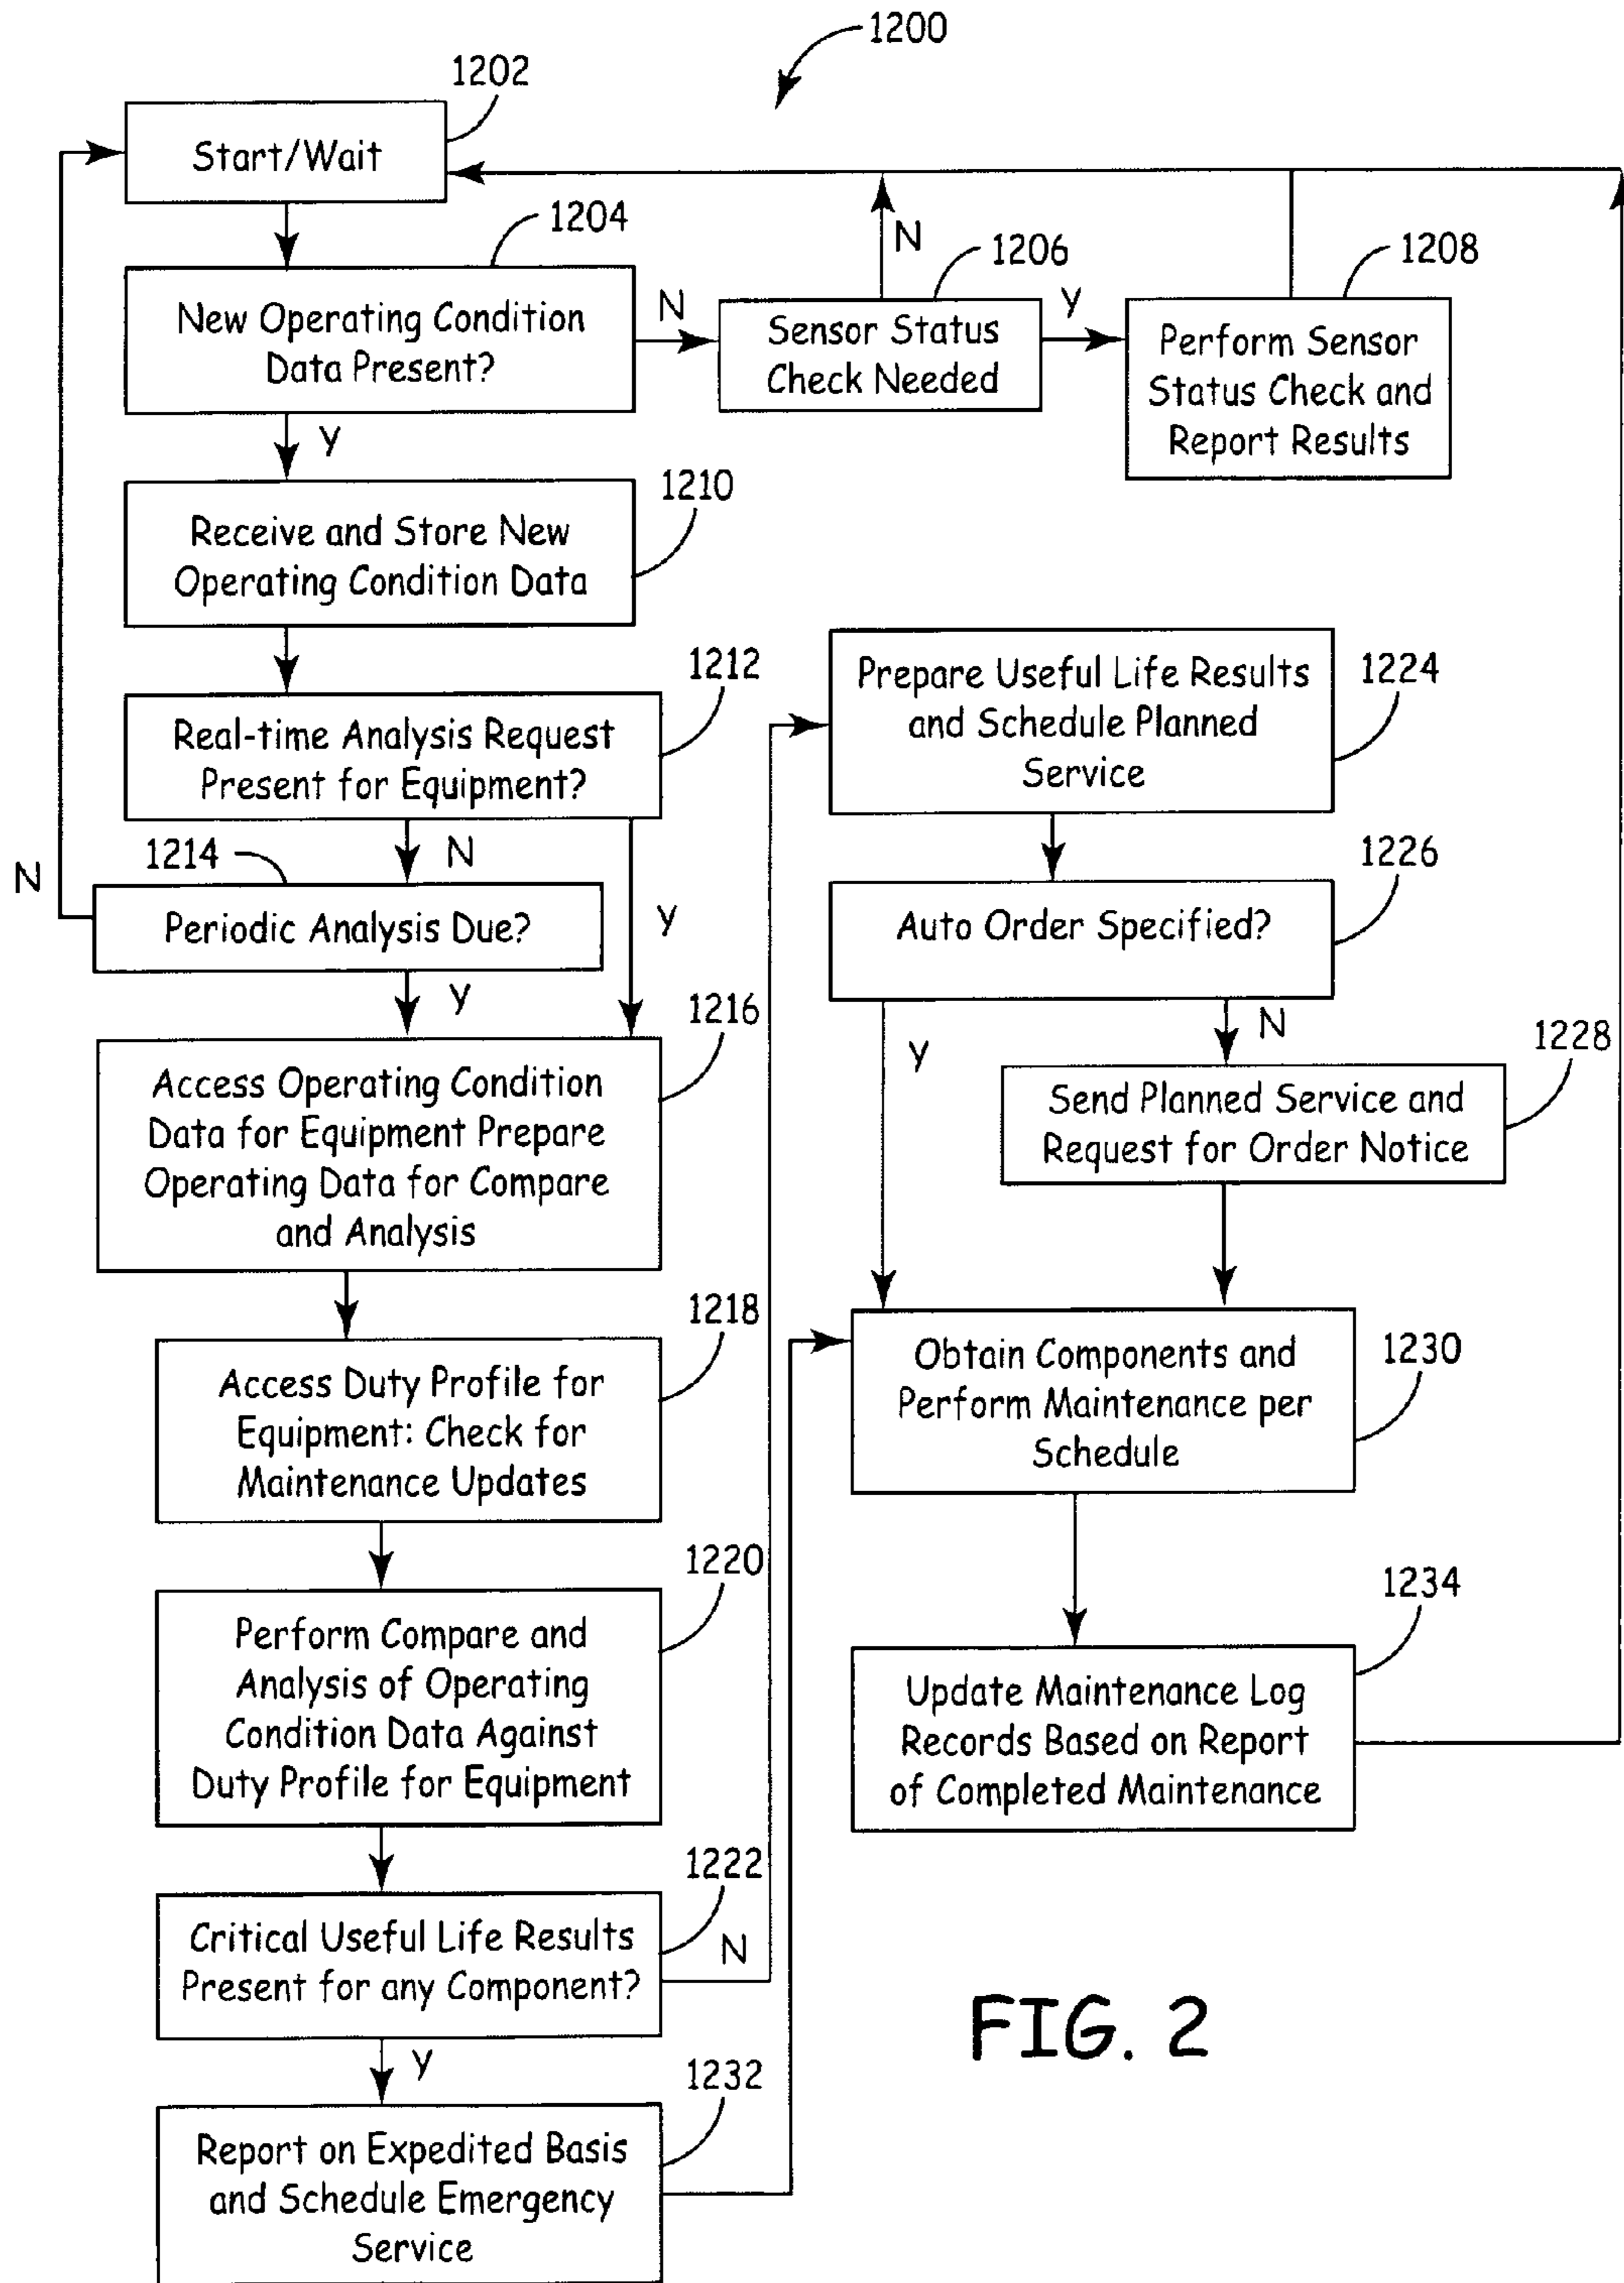 1200
1202
Start/Wait
1204
New Operating Condition
Data Present?
N
N
1206
Sensor Status
Check Needed
Y
1208
Perform Sensor
Status Check and
Report Results
Y
1210
Receive and Store New
Operating Condition Data
1212
Real-time Analysis Request
Present for Equipment?
N
1214
N
Periodic Analysis Due?
Y
Y
1216
Access Operating Condition
Data for Equipment Prepare
Operating Data for Compare
and Analysis
1218
Access Duty Profile for
Equipment: Check for
Maintenance Updates
1220
Perform Compare and
Analysis of Operating
Condition Data Against
Duty Profile for Equipment
1222
Critical Useful Life Results
Present for any Component?
N
Y
1232
Report on Expedited Basis
and Schedule Emergency
Service
1224
Prepare Useful Life Results
and Schedule Planned
Service
1226
Auto Order Specified?
Y
N
1228
Send Planned Service and
Request for Order Notice
1230
Obtain Components and
Perform Maintenance per
Schedule
1234
Update Maintenance Log
Records Based on Report
of Completed Maintenance
FIG. 2